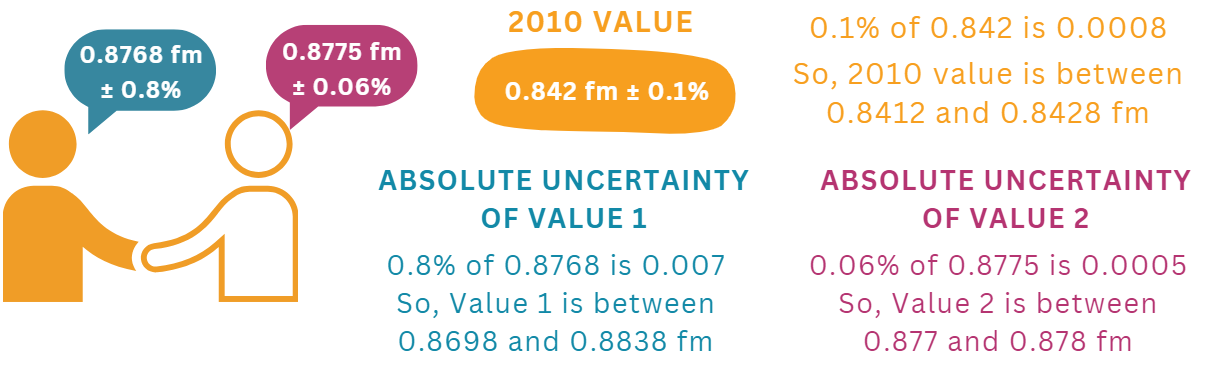 0.8768 fm
± 0.8%
0.8775 fm
± 0.06%
2010 VALUE
0.842 fm ± 0.1%
0.1% of 0.842 is 0.0008
So, 2010 value is between
0.8412 and 0.8428 fm
ABSOLUTE UNCERTAINTY
OF VALUE 1
0.8% of 0.8768 is 0.007
So, Value 1 is between
0.8698 and 0.8838 fm
ABSOLUTE UNCERTAINTY
OF VALUE 2
0.06% of 0.8775 is 0.0005
So, Value 2 is between
0.877 and 0.878 fm